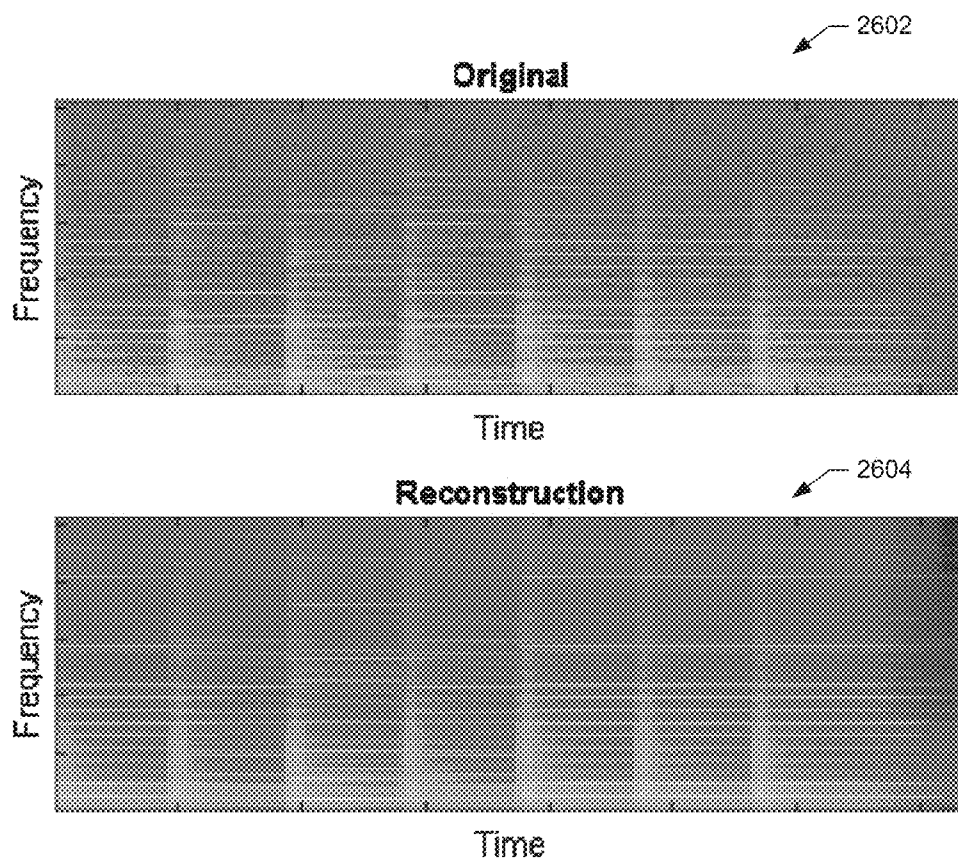 2602
Original
Frequency
Time
2604
Reconstruction
Frequency
Time